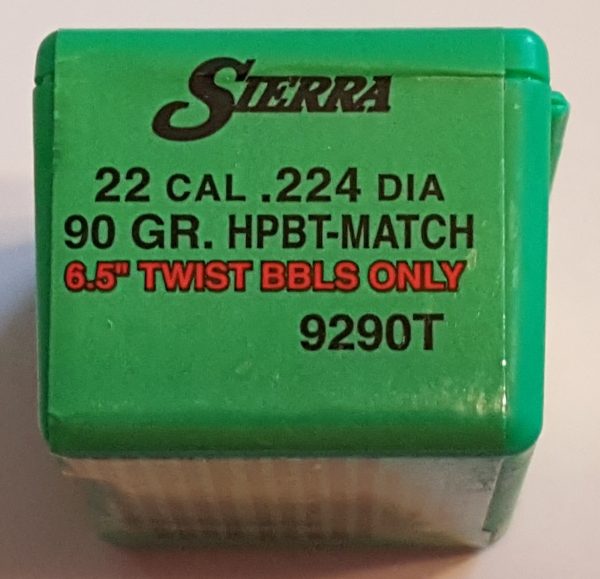 SIERRA
22 CAL .224 DIA
90 GR. HPBT-MATCH
6.5" TWIST BBLS ONLY
9290T